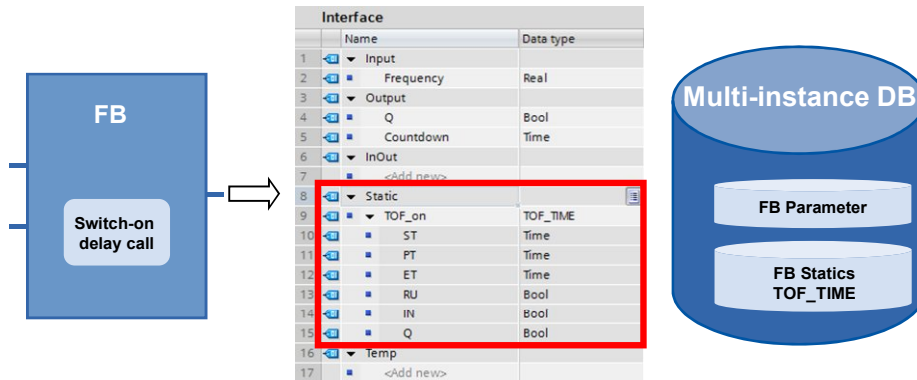 FB
Switch-on
delay call
Interface
Name Data type
1 Input
2 Frequency Real
3 Output
4 Q Bool
5 Countdown Time
6 InOut
7 <Add new>
8 Static
9 TOF_on TOF_TIME
10 ST Time
11 PT Time
12 ET Time
13 RU Bool
14 IN Bool
15 Q Bool
16 Temp
17 <Add new>
Multi-instance DB
FB Parameter
FB Statics
TOF_TIME